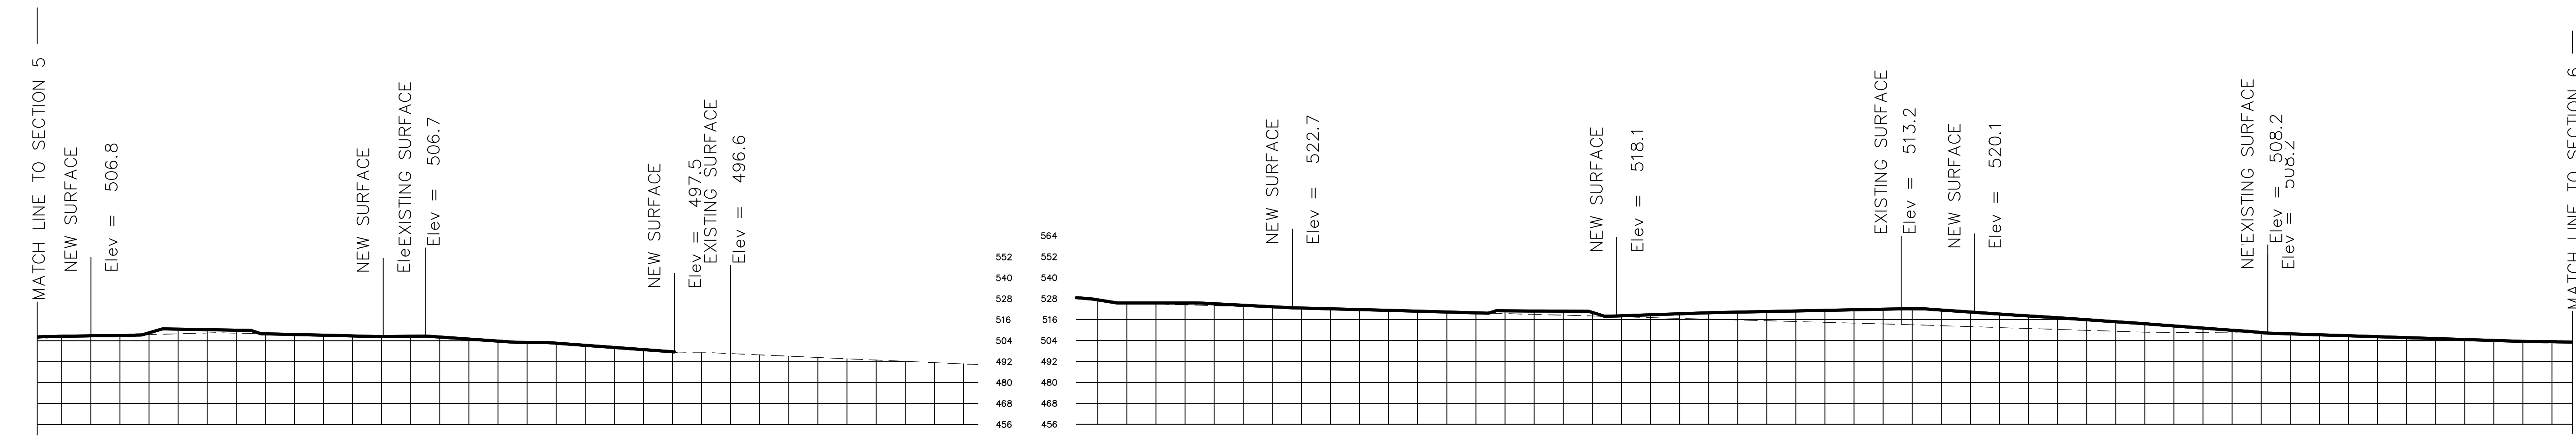 MATCH LINE TO SECTION 5
NEW SURFACE
Elev = 506.8
NEW SURFACE
Ele
EXISTING SURFACE
Elev = 506.7
NEW SURFACE
Elev = 497.5
EXISTING SURFACE
Elev = 496.6
552
540
528
516
504
492
480
468
456
564
552
540
528
516
504
492
480
468
456
NEW SURFACE
Elev = 522.7
NEW SURFACE
Elev = 518.1
EXISTING SURFACE
Elev = 513.2
NEW SURFACE
Elev = 520.1
NE
EXISTING SURFACE
Elev = 508.2
Elev = 508.2
MATCH LINE TO SECTION 6